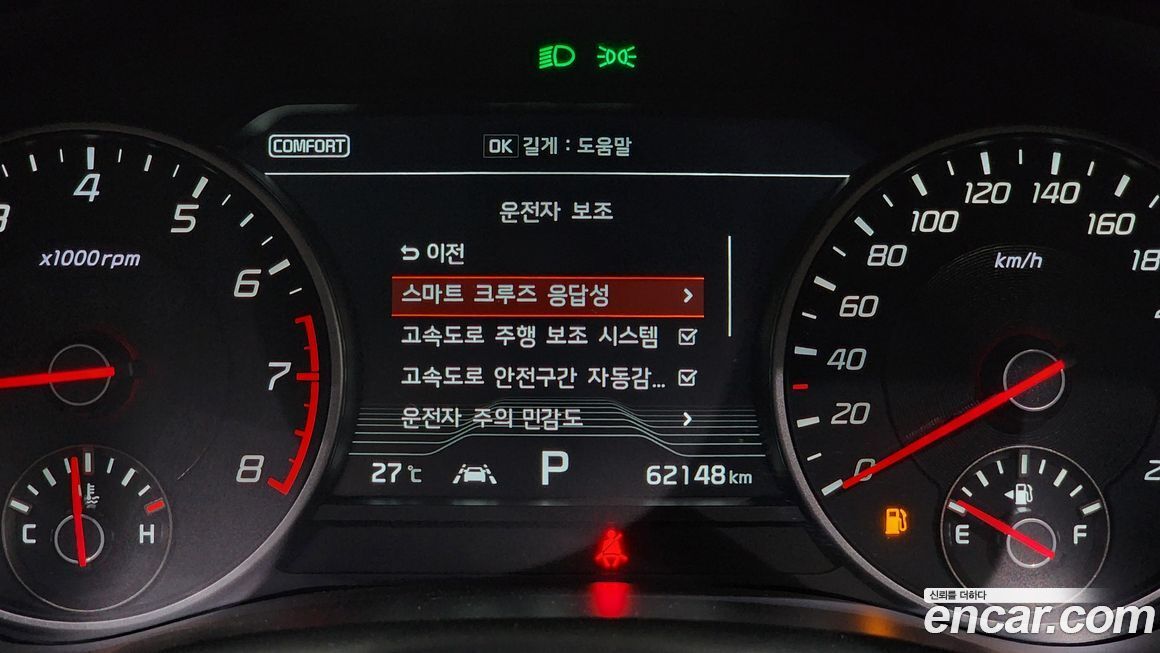 COMFORT
OK 길게 : 도움말
운전자 보조
이전
스마트 크루즈 응답성
고속도로 주행 보조 시스템
고속도로 안전구간 자동감...
운전자 주의 민감도
27℃
P
62148 km
3
4
5
6
7
8
x1000rpm
C
H
0
20
40
60
80
100
120
140
160
km/h
E
F
신뢰를 더하다
encar.com